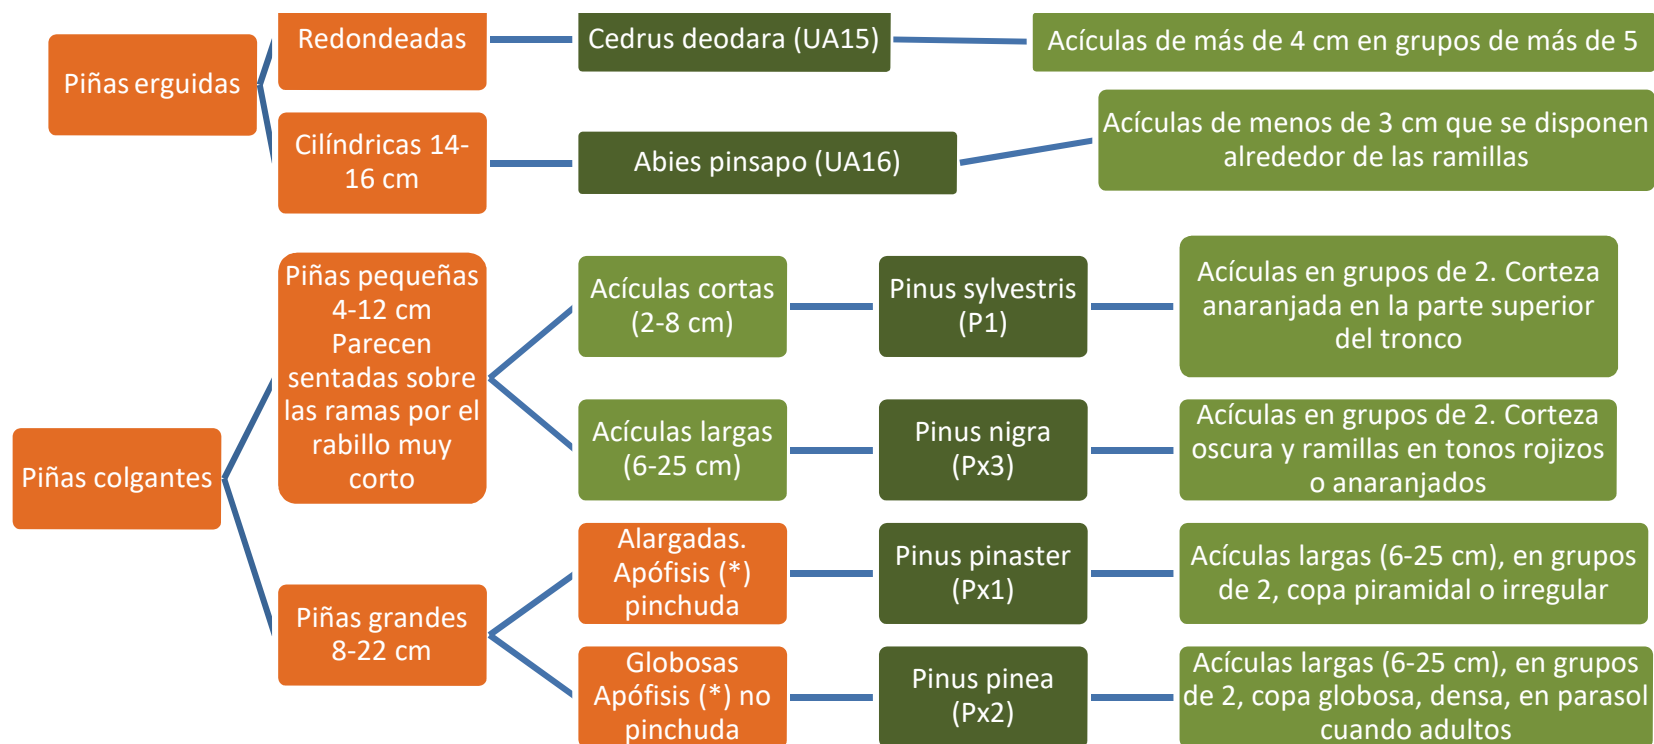 Piñas erguidas
Redondeadas
Cedrus deodara (UA15)
Acículas de más de 4 cm en grupos de más de 5
Cilíndricas 14-
16 cm
Abies pinsapo (UA16)
Acículas de menos de 3 cm que se disponen
alrededor de las ramillas
Piñas colgantes
Piñas pequeñas
4-12 cm
Parecen
sentadas sobre
las ramas por el
rabillo muy
corto
Acículas cortas
(2-8 cm)
Pinus sylvestris
(P1)
Acículas en grupos de 2. Corteza
anaranjada en la parte superior
del tronco
Acículas largas
(6-25 cm)
Pinus nigra
(Px3)
Acículas en grupos de 2. Corteza
oscura y ramillas en tonos rojizos
o anaranjados
Piñas grandes
8-22 cm
Alargadas.
Apófisis (*)
pinchuda
Pinus pinaster
(Px1)
Acículas largas (6-25 cm), en grupos
de 2, copa piramidal o irregular
Globosas
Apófisis (*) no
pinchuda
Pinus pinea
(Px2)
Acículas largas (6-25 cm), en grupos
de 2, copa globosa, densa, en parasol
cuando adultos